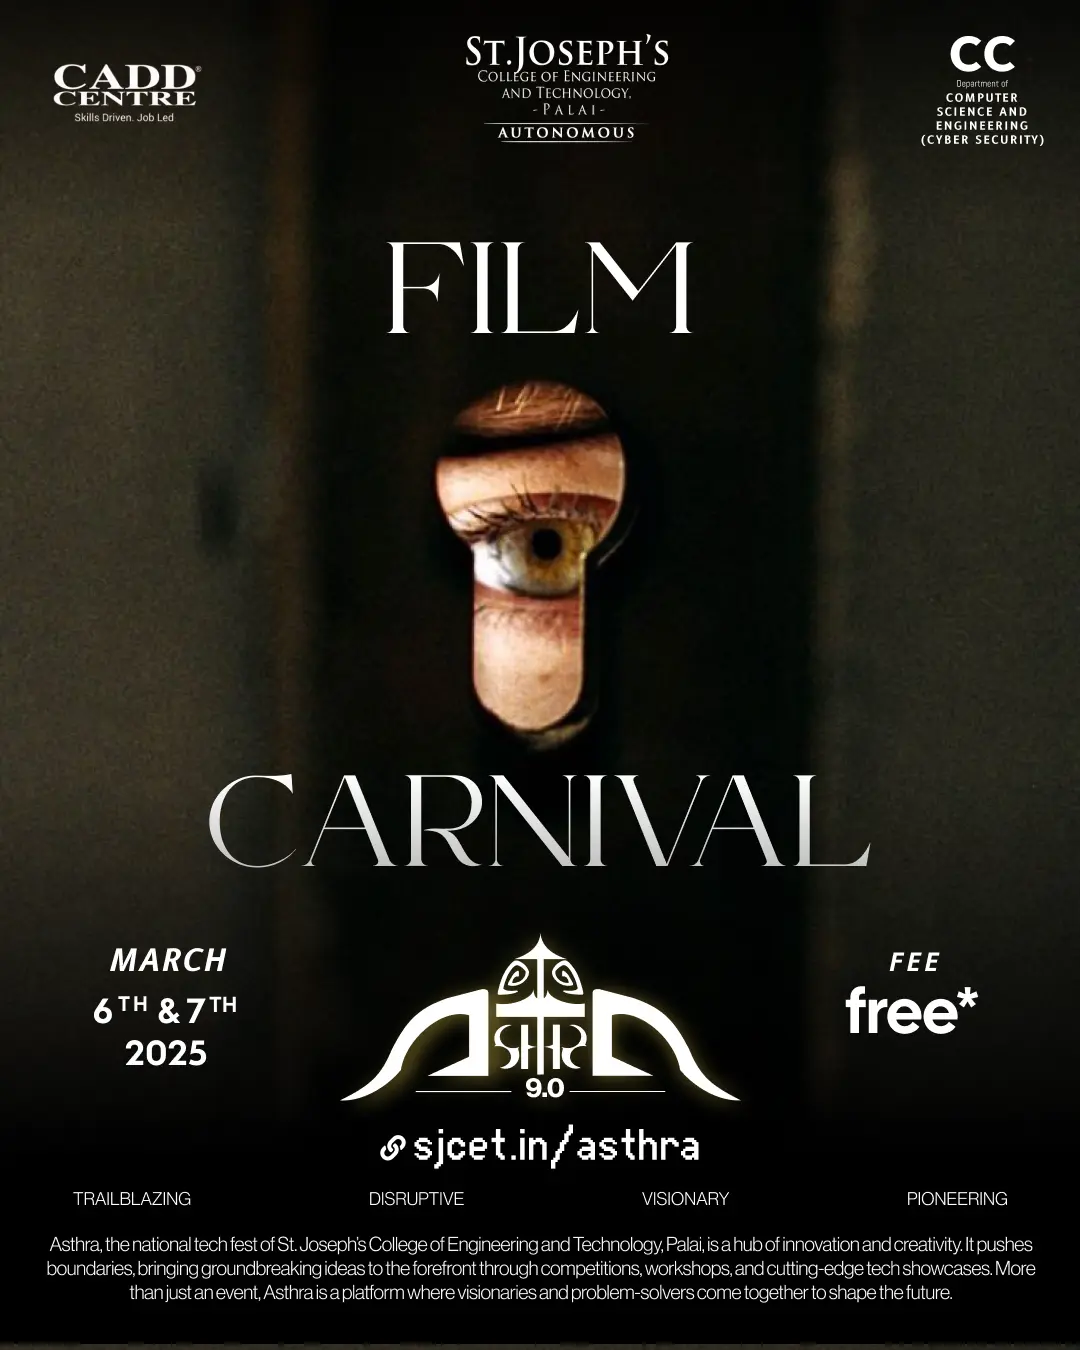 CADD®
CENTRE
Skills Driven. Job Led
ST.JOSEPH'S
COLLEGE OF ENGINEERING
AND TECHNOLOGY,
-PALAI-
AUTONOMOUS
CC
Department of
COMPUTER
SCIENCE AND
ENGINEERING
(CYBER SECURITY)
FILM
CARNIVAL
MARCH
6TH & 7TH
2025
ASTHRA
9.0
FEE
free*
sjcet.in/asthra
TRAILBLAZING
DISRUPTIVE
VISIONARY
PIONEERING
Asthra, the national tech fest of St. Joseph's College of Engineering and Technology, Palai, is a hub of innovation and creativity. It pushes
boundaries, bringing groundbreaking ideas to the forefront through competitions, workshops, and cutting-edge tech showcases. More
than just an event, Asthra is a platform where visionaries and problem-solvers come together to shape the future.